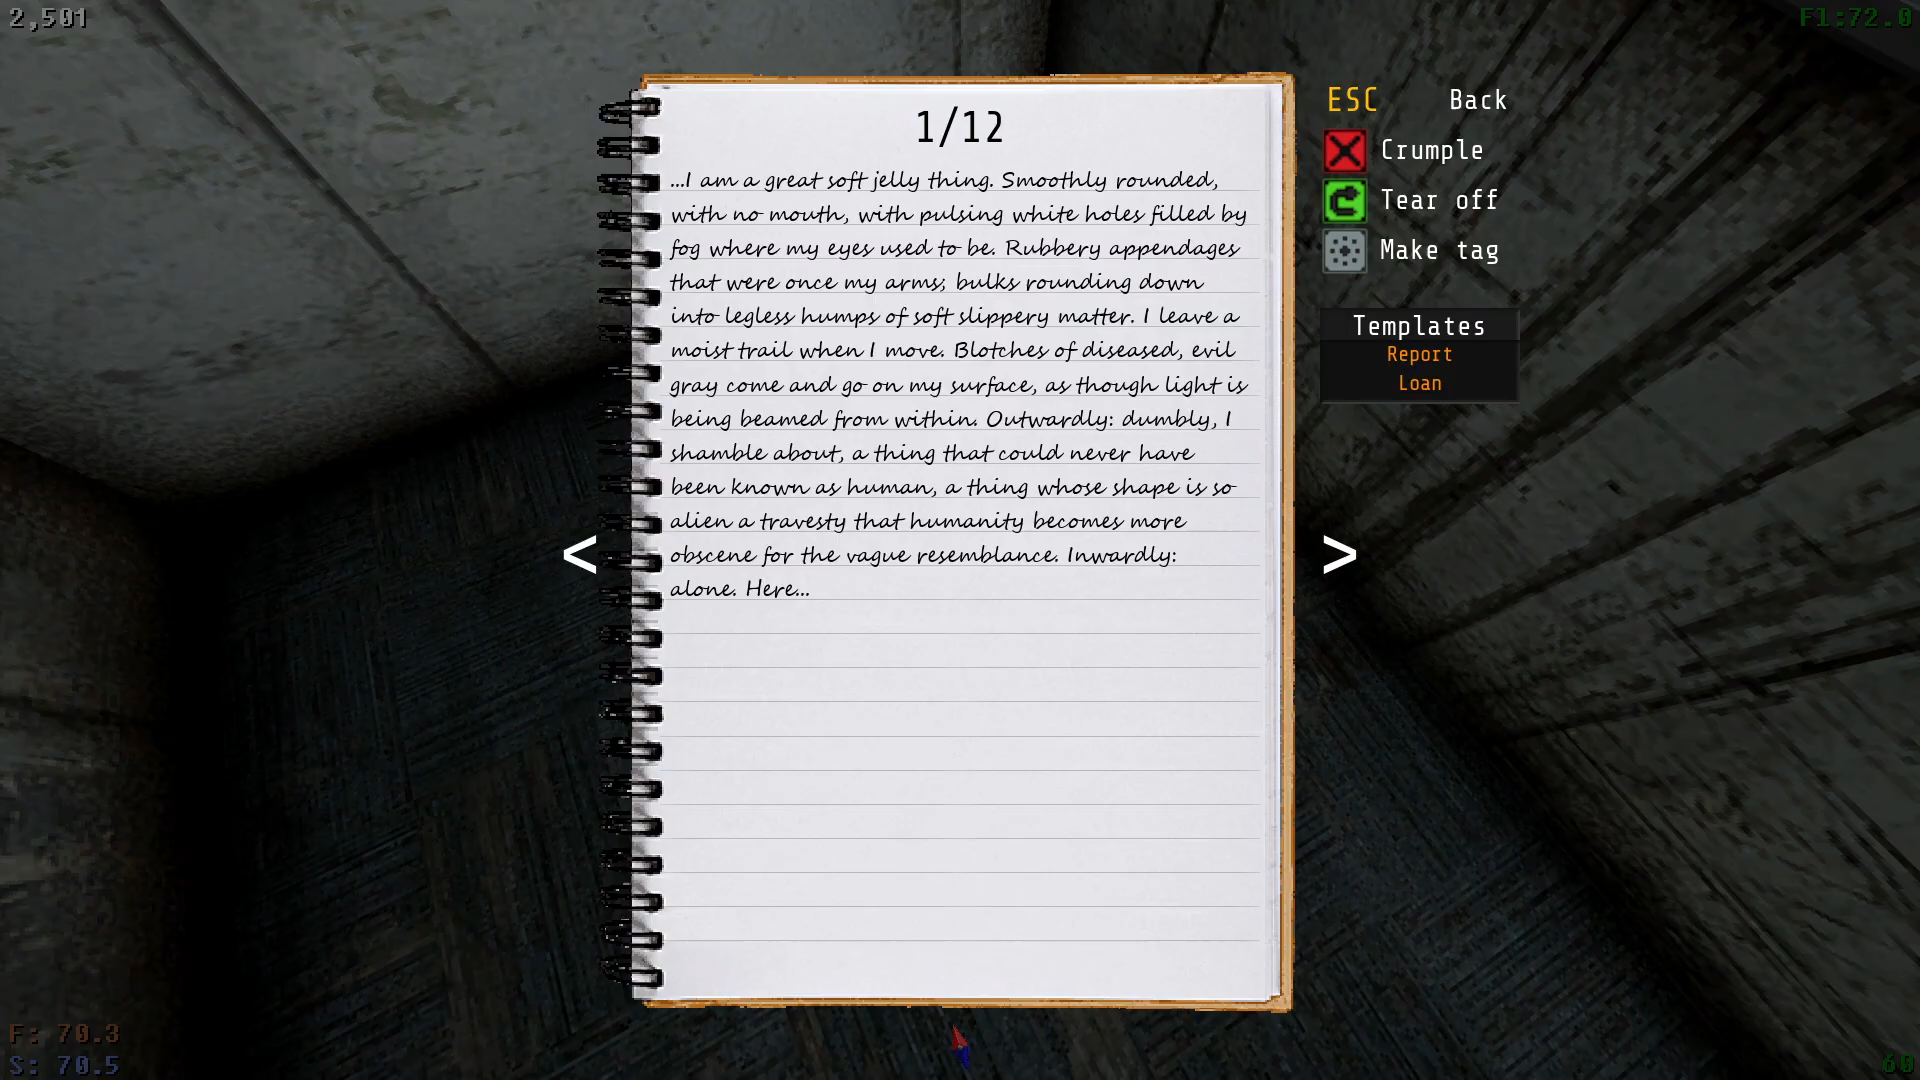 2,501
F1:72.0
1/12
...I am a great soft jelly thing. Smoothly rounded,
with no mouth, with pulsing white holes filled by
fog where my eyes used to be. Rubbery appendages
that were once my arms; bulks rounding down
into legless humps of soft slippery matter. I leave a
moist trail when I move. Blotches of diseased, evil
gray come and go on my surface, as though light is
being beamed from within. Outwardly: dumbly, I
shamble about, a thing that could never have
been known as human, a thing whose shape is so
alien a travesty that humanity becomes more
obscene for the vague resemblance. Inwardly:
alone. Here...
<
>
ESC Back
Crumple
Tear off
Make tag
Templates
Report
Loan
F: 70.3
S: 70.5
60